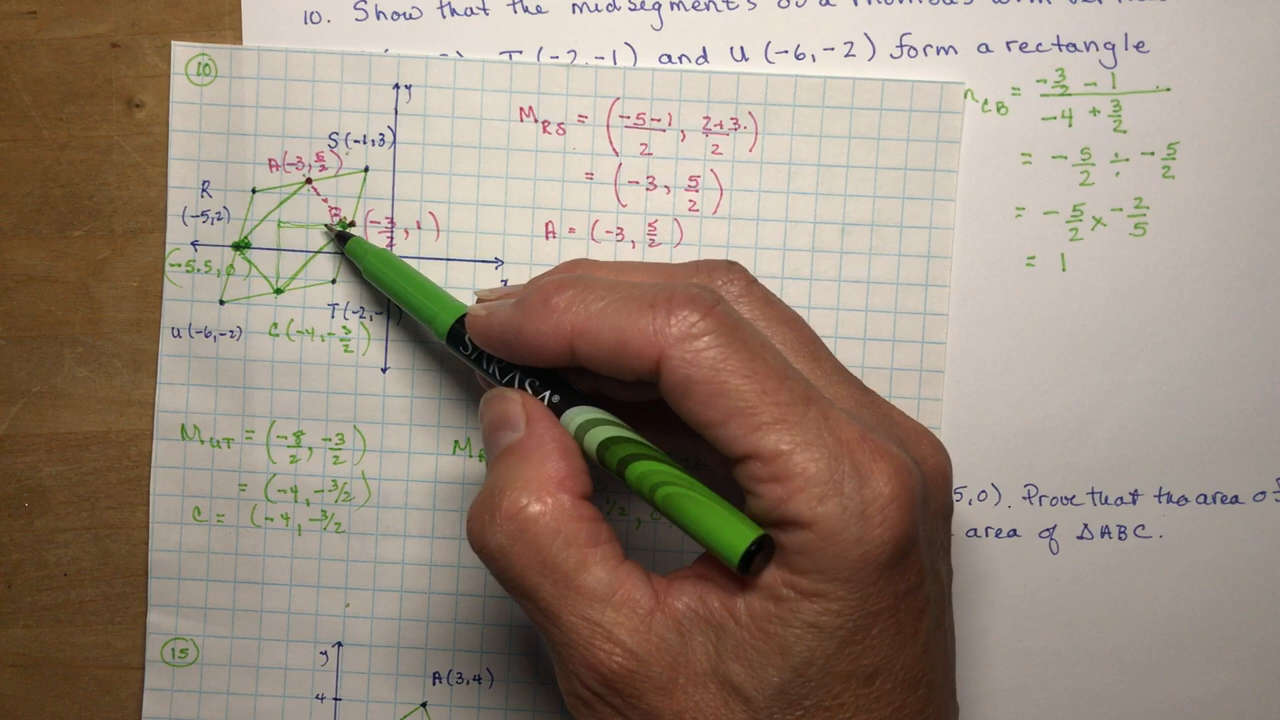 10. Show that the midsegments of a rhombus with
T (-2,-1) and U (-6,-2) form a rectangle
10
y
S(-1,3)
A(-3, 5/2)
R
(-5,2)
B
(-3/2, 1)
(-5.5, 0)
x
T(-2,-
U(-6,-2)
C(-4, -3/2)
M_RS = ((-5-1)/2, (2+3)/2)
= (-3, 5/2)
A = (-3, 5/2)
CB = (-3/2 - 1)/(-4 + 3/2)
= -5/2 ÷ -5/2
= -5/2 x -2/5
= 1
M_UT = (-8/2, -3/2)
= (-4, -3/2)
C = (-4, -3/2
M
SARASA®
5,0). Prove that the area of
area of ΔABC.
15
y
4
A(3,4)